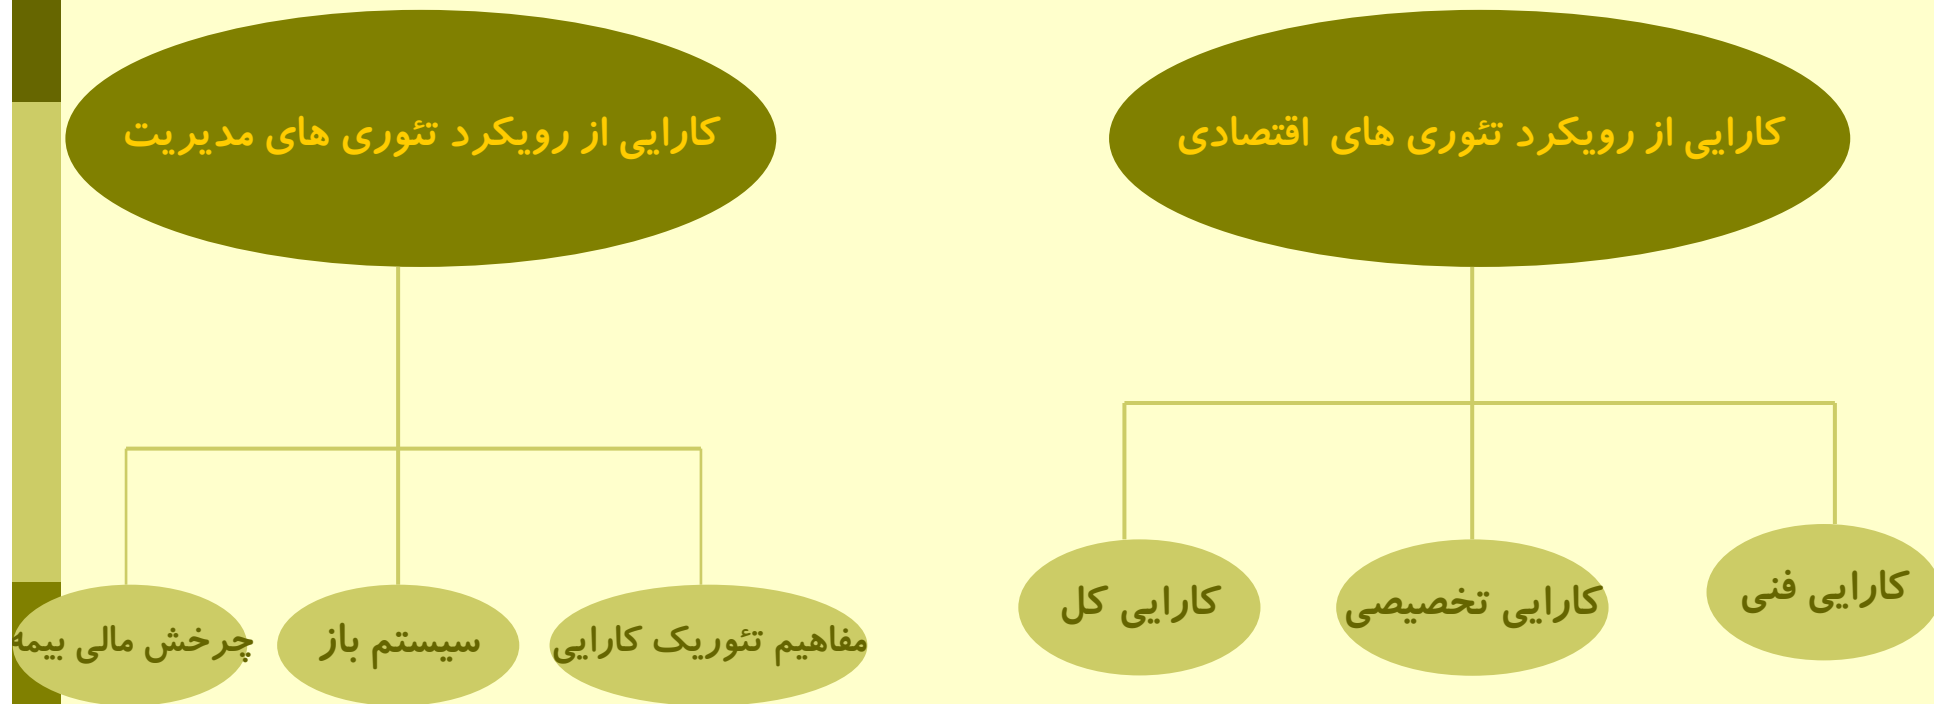 کارایی از رویکرد تئوری های اقتصادی
کارایی از رویکرد تئوری های مدیریت
کارایی فنی
کارایی تخصیصی
کارایی کل
مفاهیم تئوریک کارایی
سیستم باز
چرخش مالی بیمه